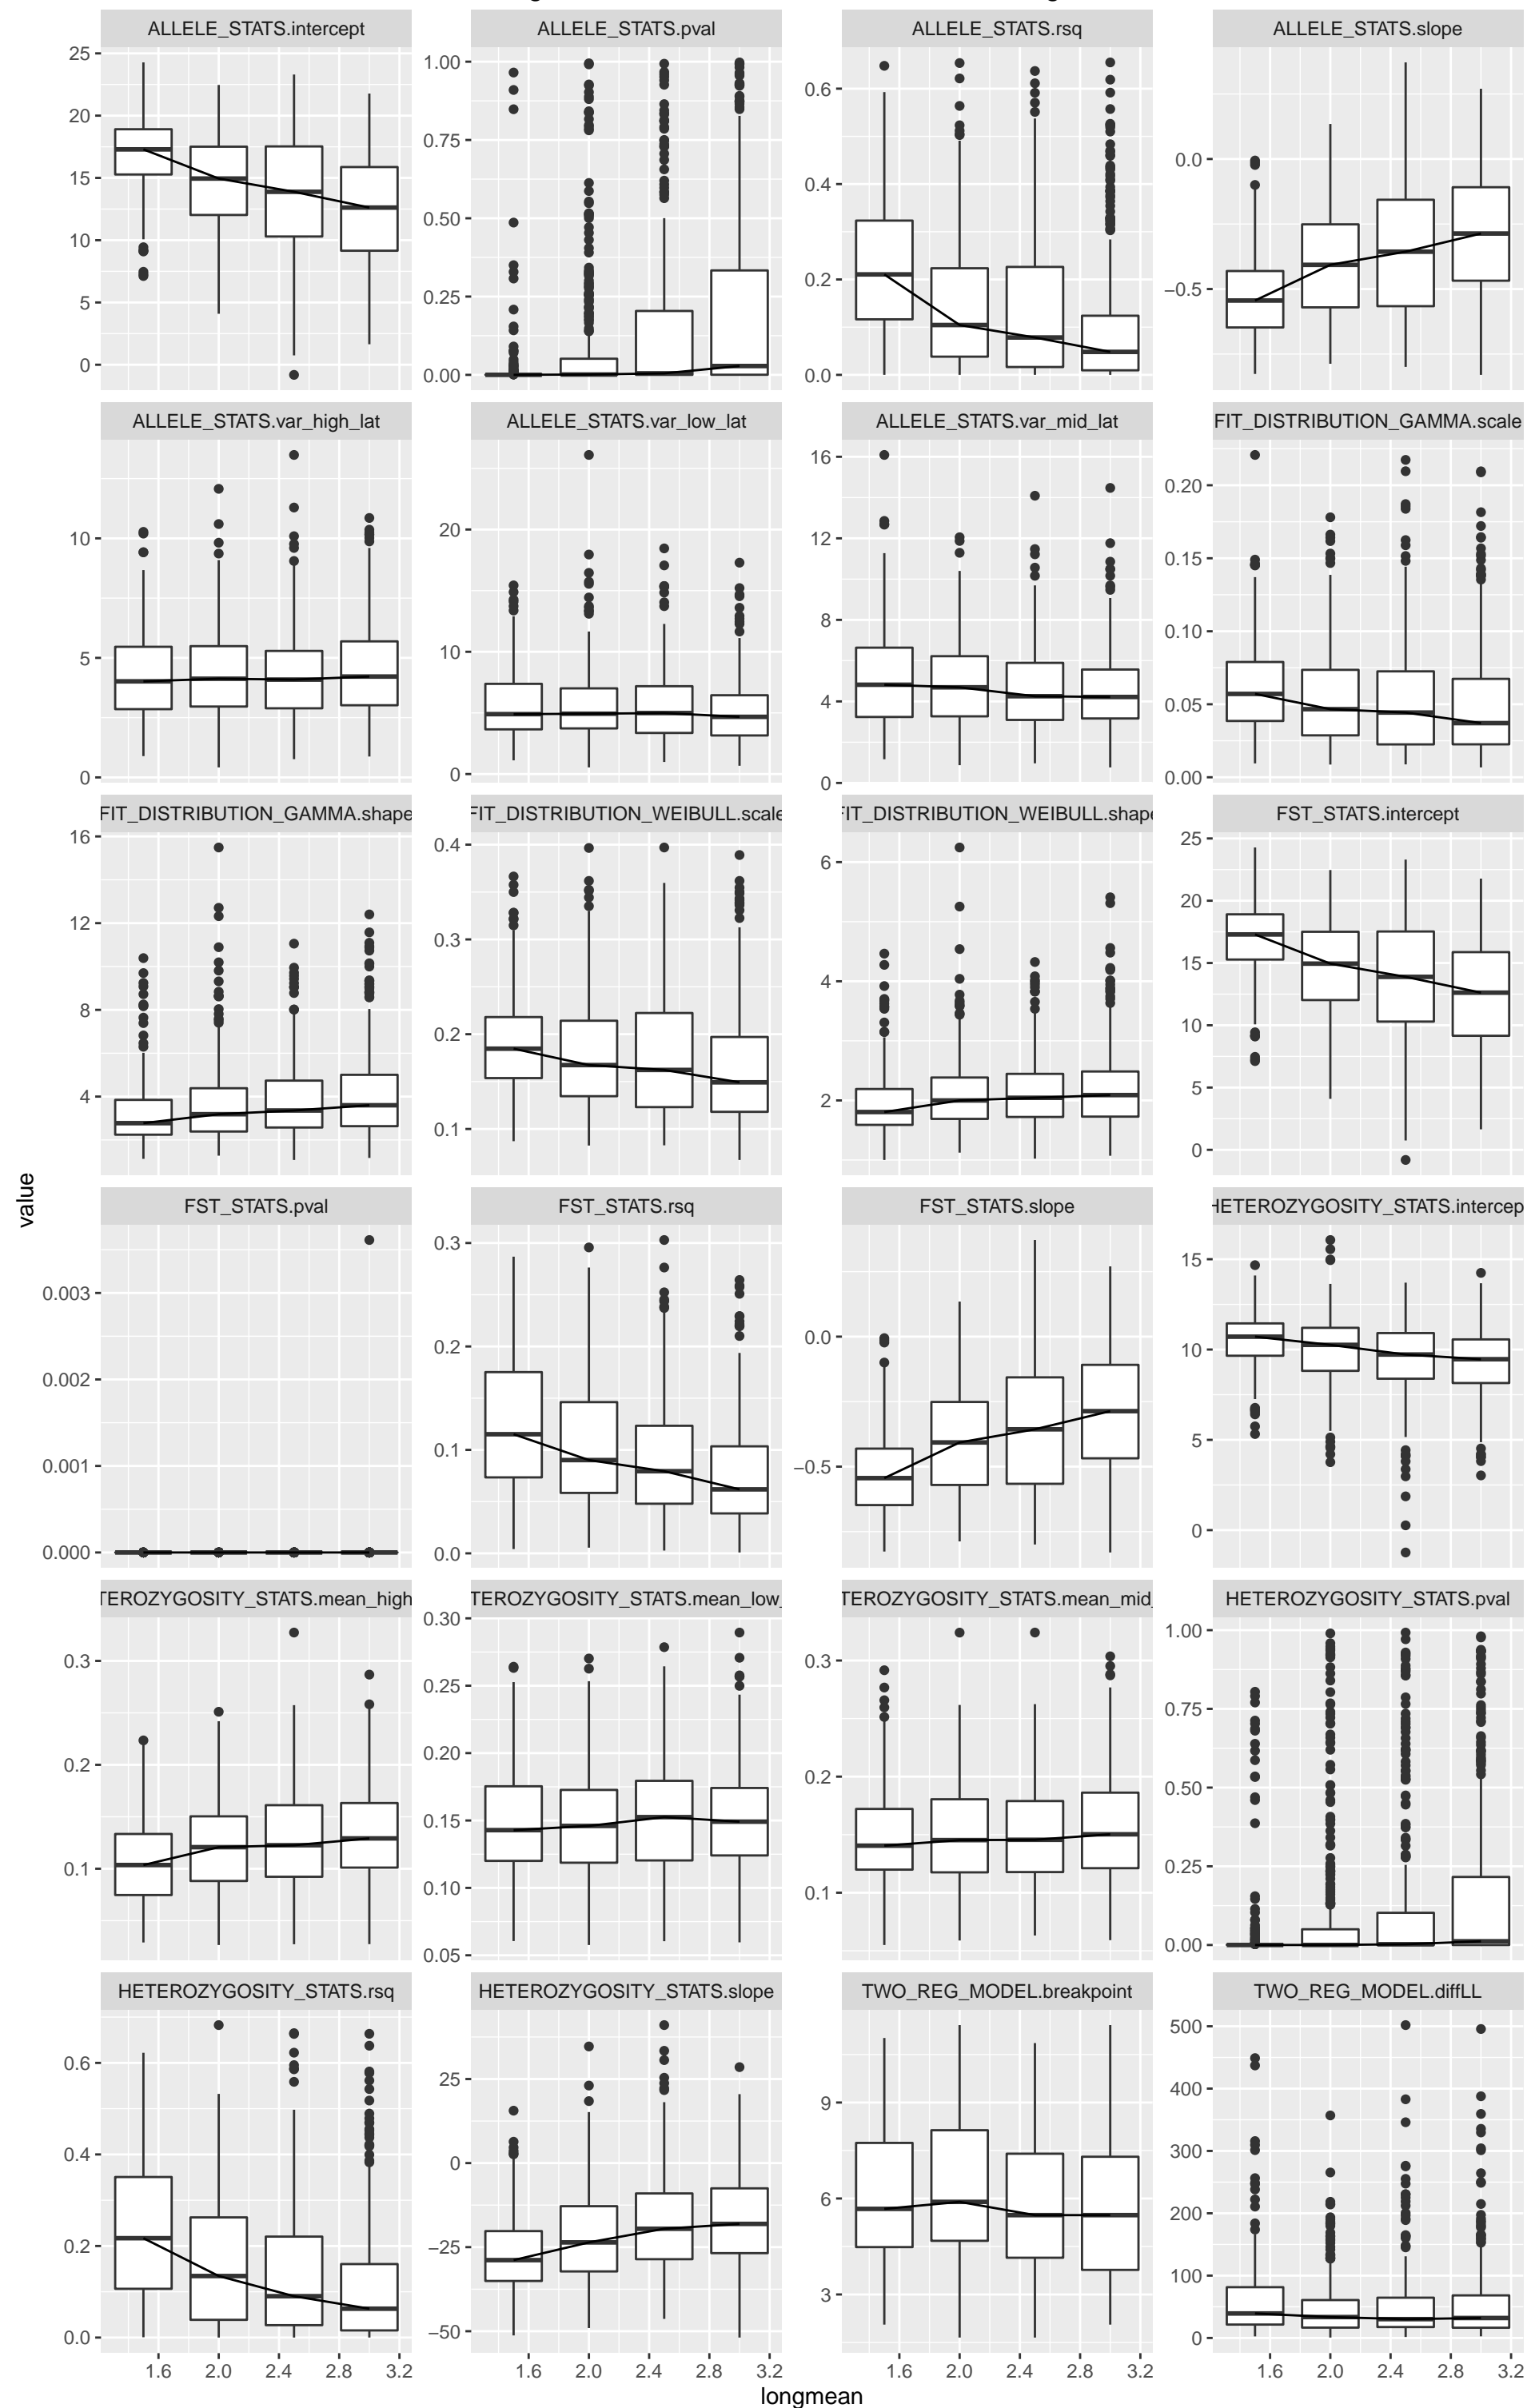 ALLELE_STATS.intercept ALLELE_STATS.pval ALLELE_STATS.rsq ALLELE_STATS.slope
25 20 15 10 5 0
1.00 0.75 0.50 0.25 0.00
0.6 0.4 0.2 0.0
0.0 −0.5
ALLELE_STATS.var_high_lat ALLELE_STATS.var_low_lat ALLELE_STATS.var_mid_lat FIT_DISTRIBUTION_GAMMA.scale
10 5 0
20 10 0
16 12 8 4 0
0.20 0.15 0.10 0.05 0.00
FIT_DISTRIBUTION_GAMMA.shape FIT_DISTRIBUTION_WEIBULL.scale FIT_DISTRIBUTION_WEIBULL.shape FST_STATS.intercept
16 12 8 4
0.4 0.3 0.2 0.1
6 4 2
25 20 15 10 5 0
value
FST_STATS.pval FST_STATS.rsq FST_STATS.slope HETEROZYGOSITY_STATS.intercep
0.003 0.002 0.001 0.000
0.3 0.2 0.1 0.0
0.0 −0.5
15 10 5 0
TEROZYGOSITY_STATS.mean_high TEROZYGOSITY_STATS.mean_low_ TEROZYGOSITY_STATS.mean_mid_ HETEROZYGOSITY_STATS.pval
0.3 0.2 0.1
0.30 0.25 0.20 0.15 0.10 0.05
0.3 0.2 0.1
1.00 0.75 0.50 0.25 0.00
HETEROZYGOSITY_STATS.rsq HETEROZYGOSITY_STATS.slope TWO_REG_MODEL.breakpoint TWO_REG_MODEL.diffLL
0.6 0.4 0.2 0.0
25 0 −25 −50
9 6 3
500 400 300 200 100 0
1.6 2.0 2.4 2.8 3.2 1.6 2.0 2.4 2.8 3.2 1.6 2.0 2.4 2.8 3.2 1.6 2.0 2.4 2.8 3.2
longmean